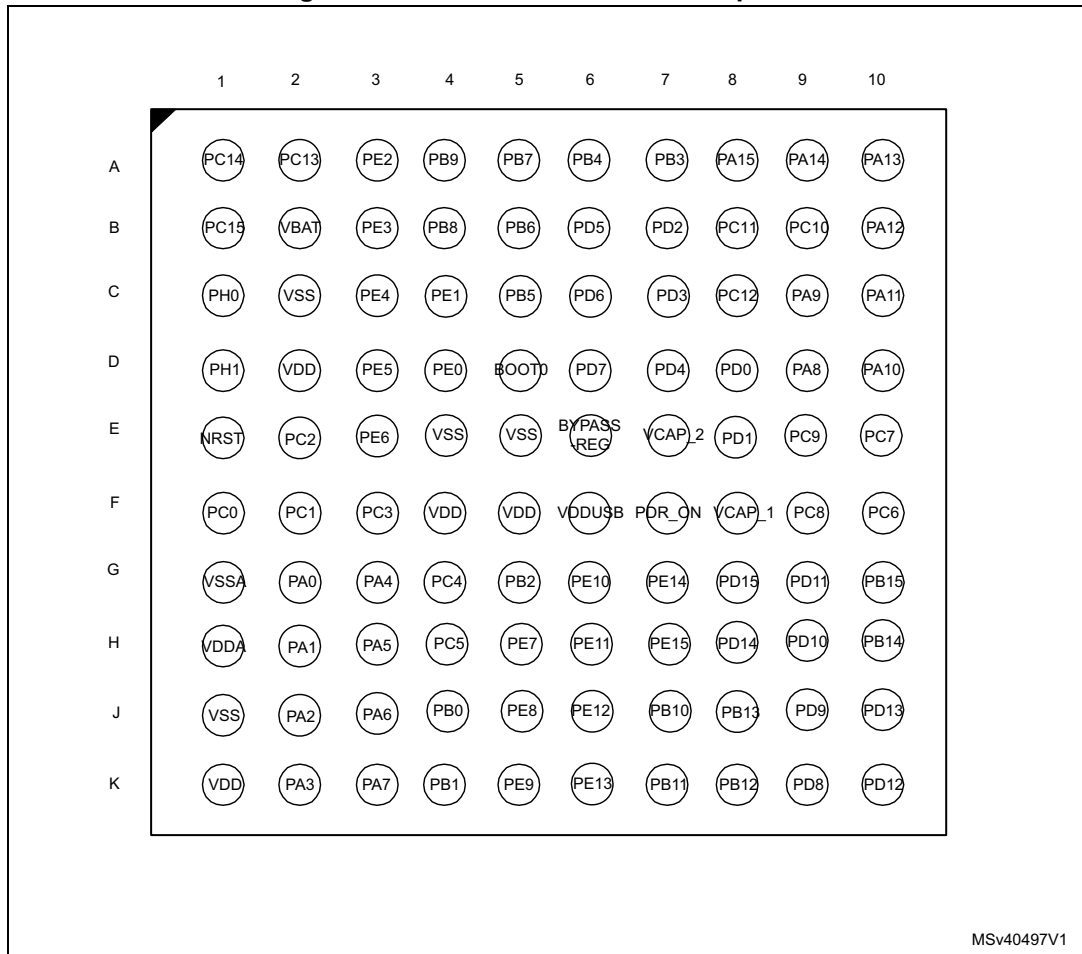 1 2 3 4 5 6 7 8 9 10
A PC14 PC13 PE2 PB9 PB7 PB4 PB3 PA15 PA14 PA13
B PC15 VBAT PE3 PB8 PB6 PD5 PD2 PC11 PC10 PA12
C PH0 VSS PE4 PE1 PB5 PD6 PD3 PC12 PA9 PA11
D PH1 VDD PE5 PE0 BOOT0 PD7 PD4 PD0 PA8 PA10
E NRST PC2 PE6 VSS VSS BYPASS-REG VCAP_2 PD1 PC9 PC7
F PC0 PC1 PC3 VDD VDD VDDUSB PDR_ON VCAP_1 PC8 PC6
G VSSA PA0 PA4 PC4 PB2 PE10 PE14 PD15 PD11 PB15
H VDDA PA1 PA5 PC5 PE7 PE11 PE15 PD14 PD10 PB14
J VSS PA2 PA6 PB0 PE8 PE12 PB10 PB13 PD9 PD13
K VDD PA3 PA7 PB1 PE9 PE13 PB11 PB12 PD8 PD12
MSv40497V1